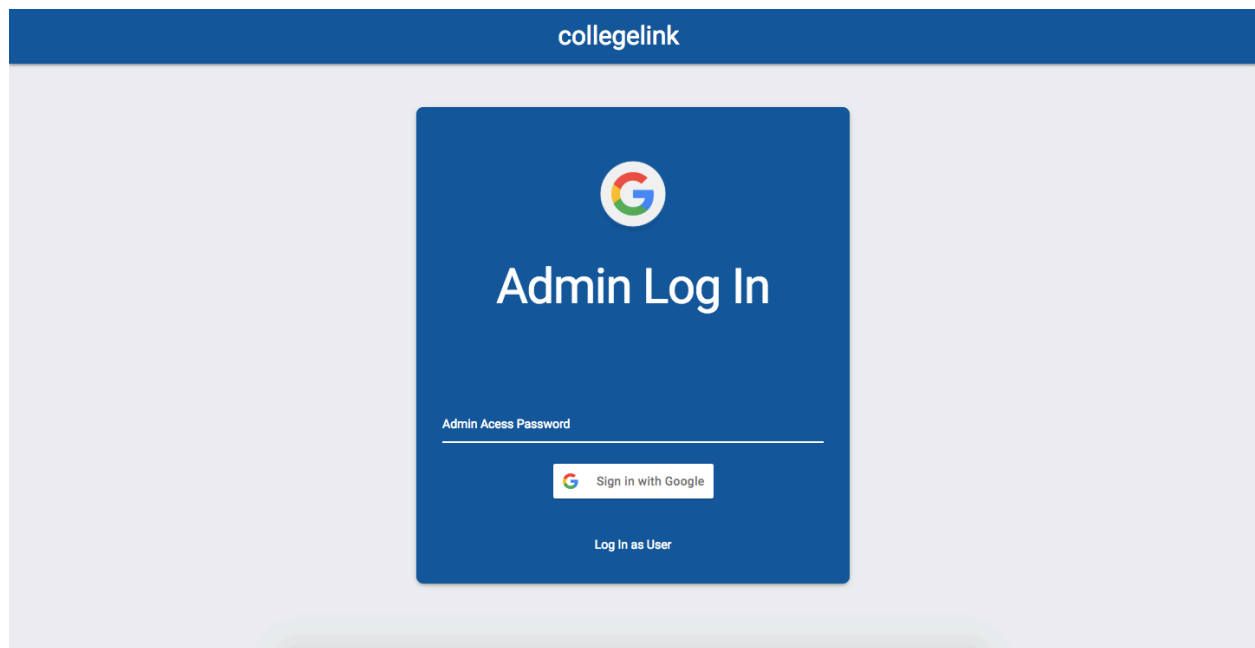 collegelink
Admin Log In
Admin Acess Password
Sign in with Google
Log In as User